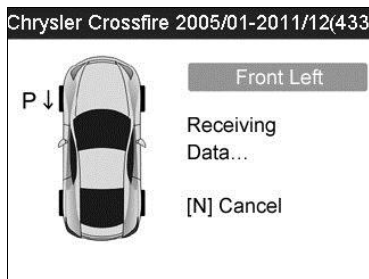 Chrysler Crossfire 2005/01-2011/12(433
Front Left
P↓
Receiving
Data...
[N] Cancel